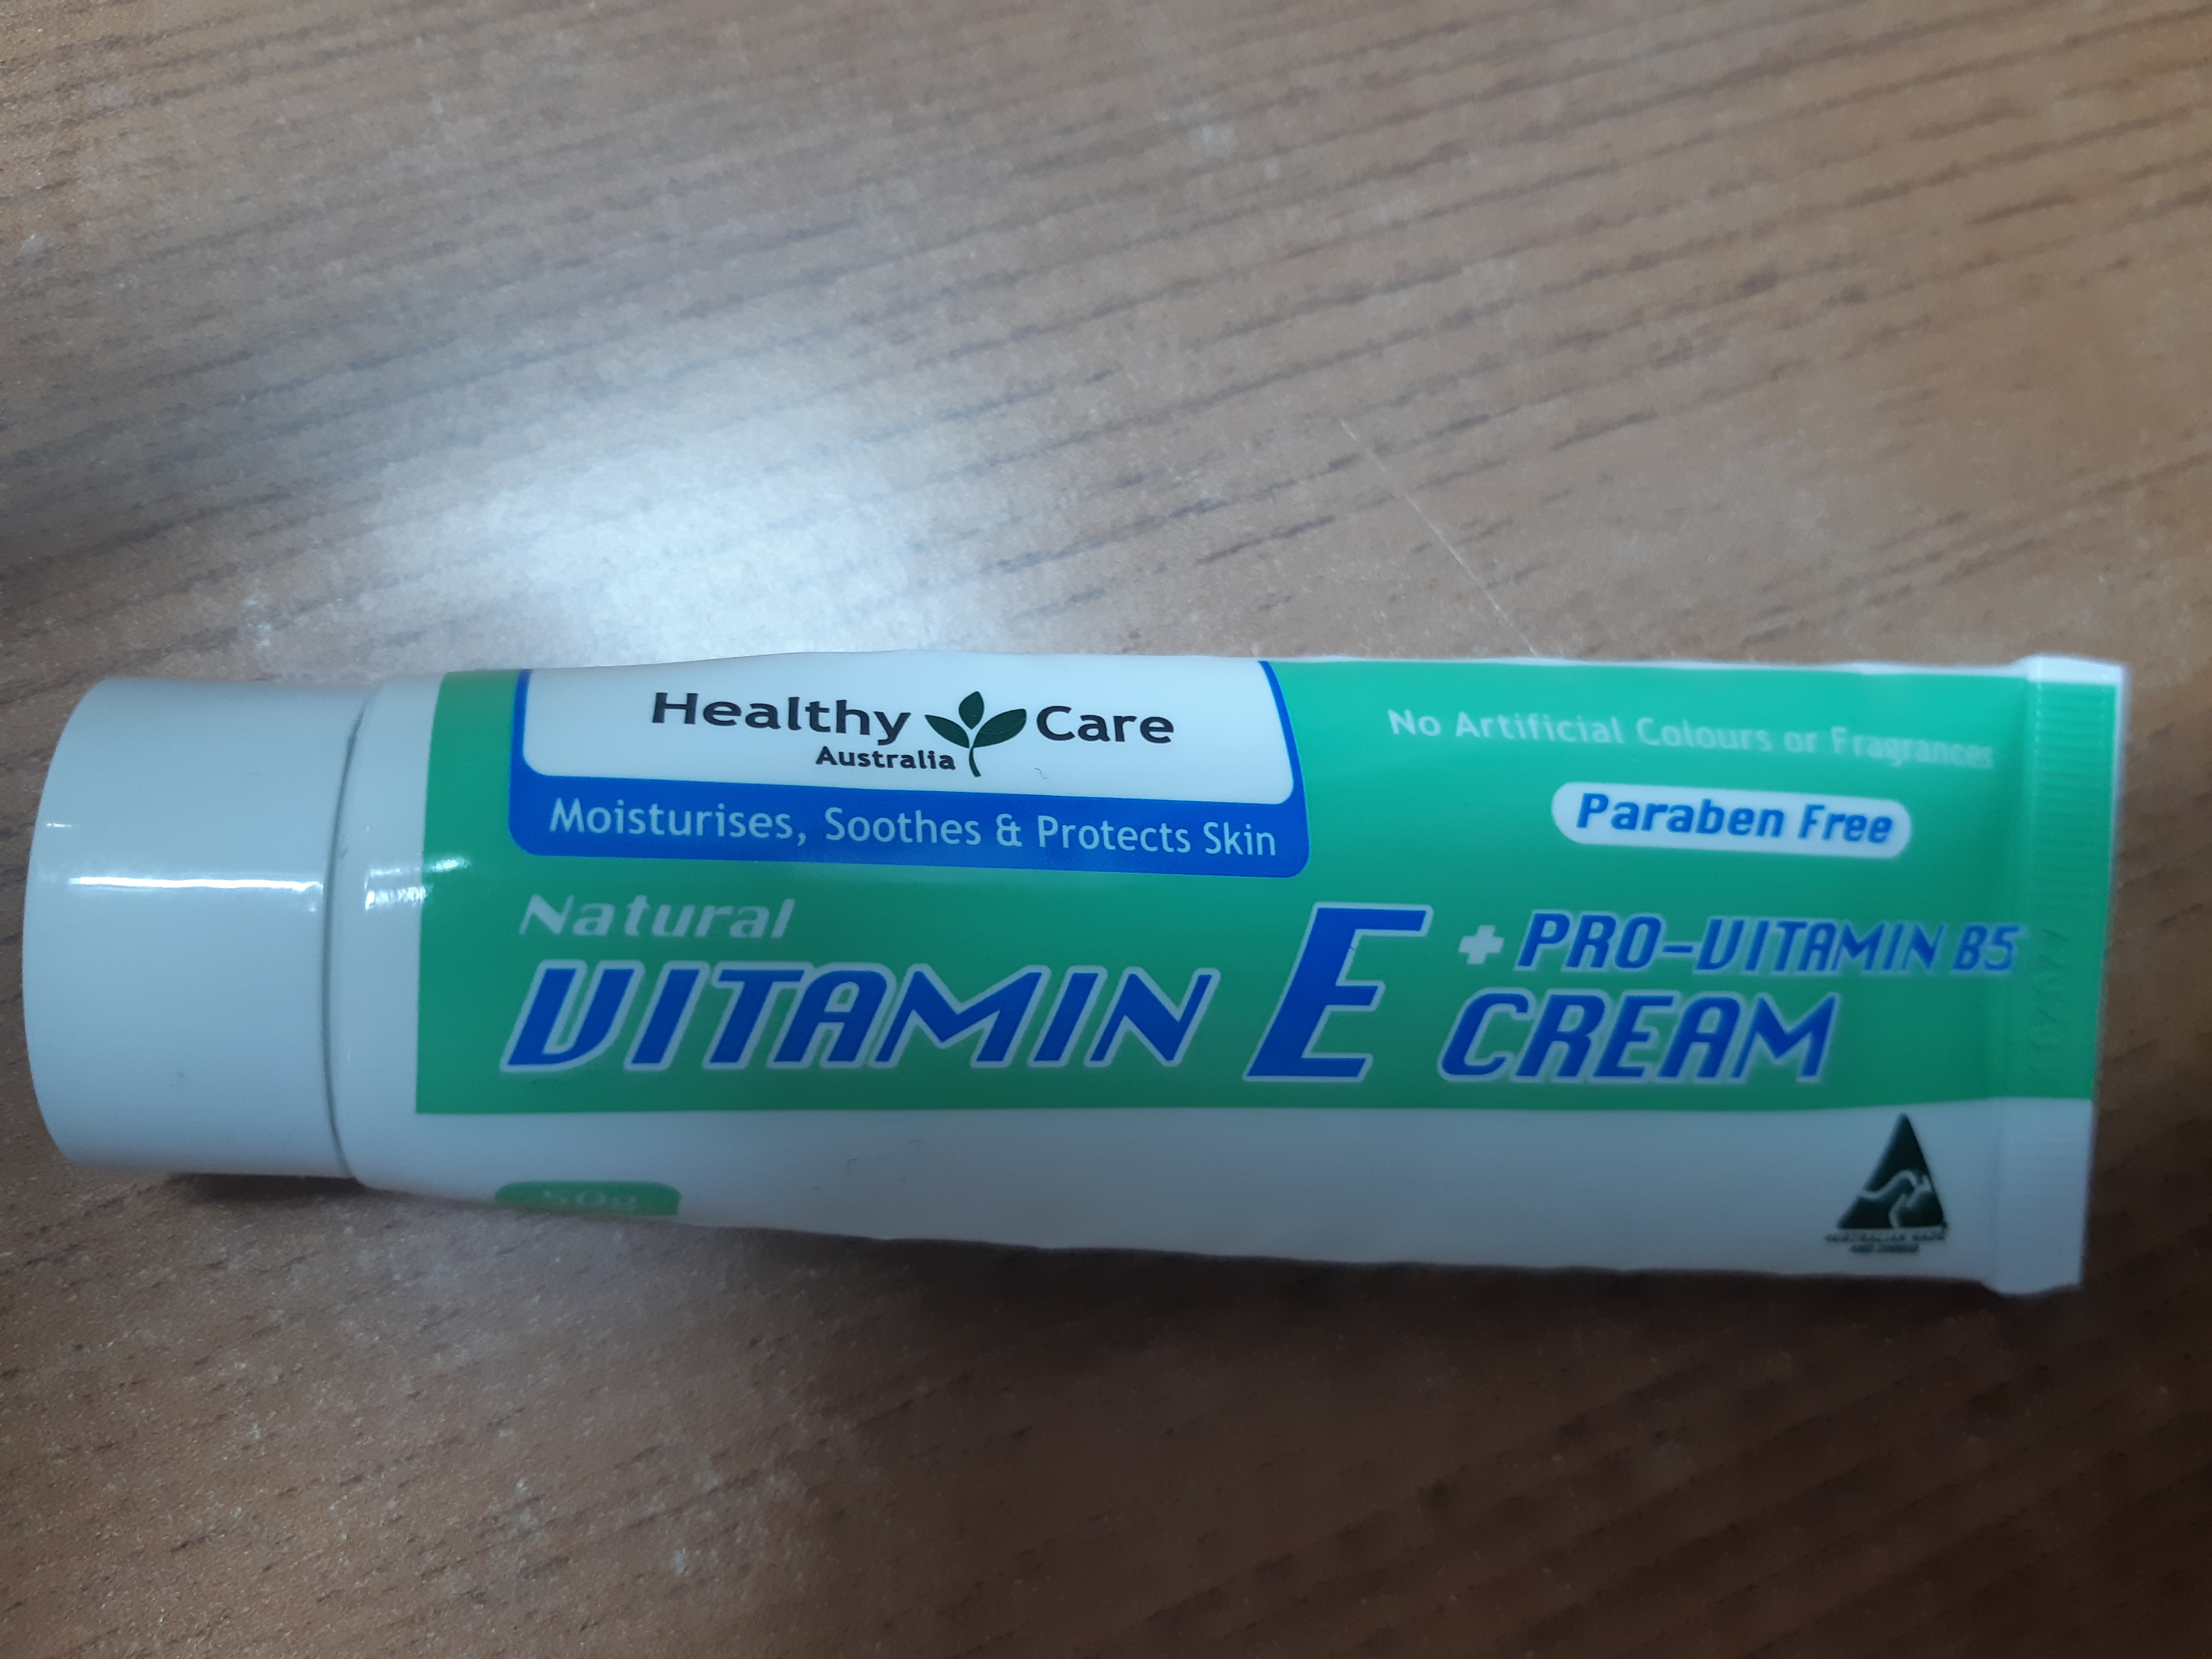 Healthy Care
Australia
Moisturises, Soothes & Protects Skin
No Artificial Colours or Fragrances
Paraben Free
Natural
VITAMIN E
+ PRO-VITAMIN B5
CREAM
50g